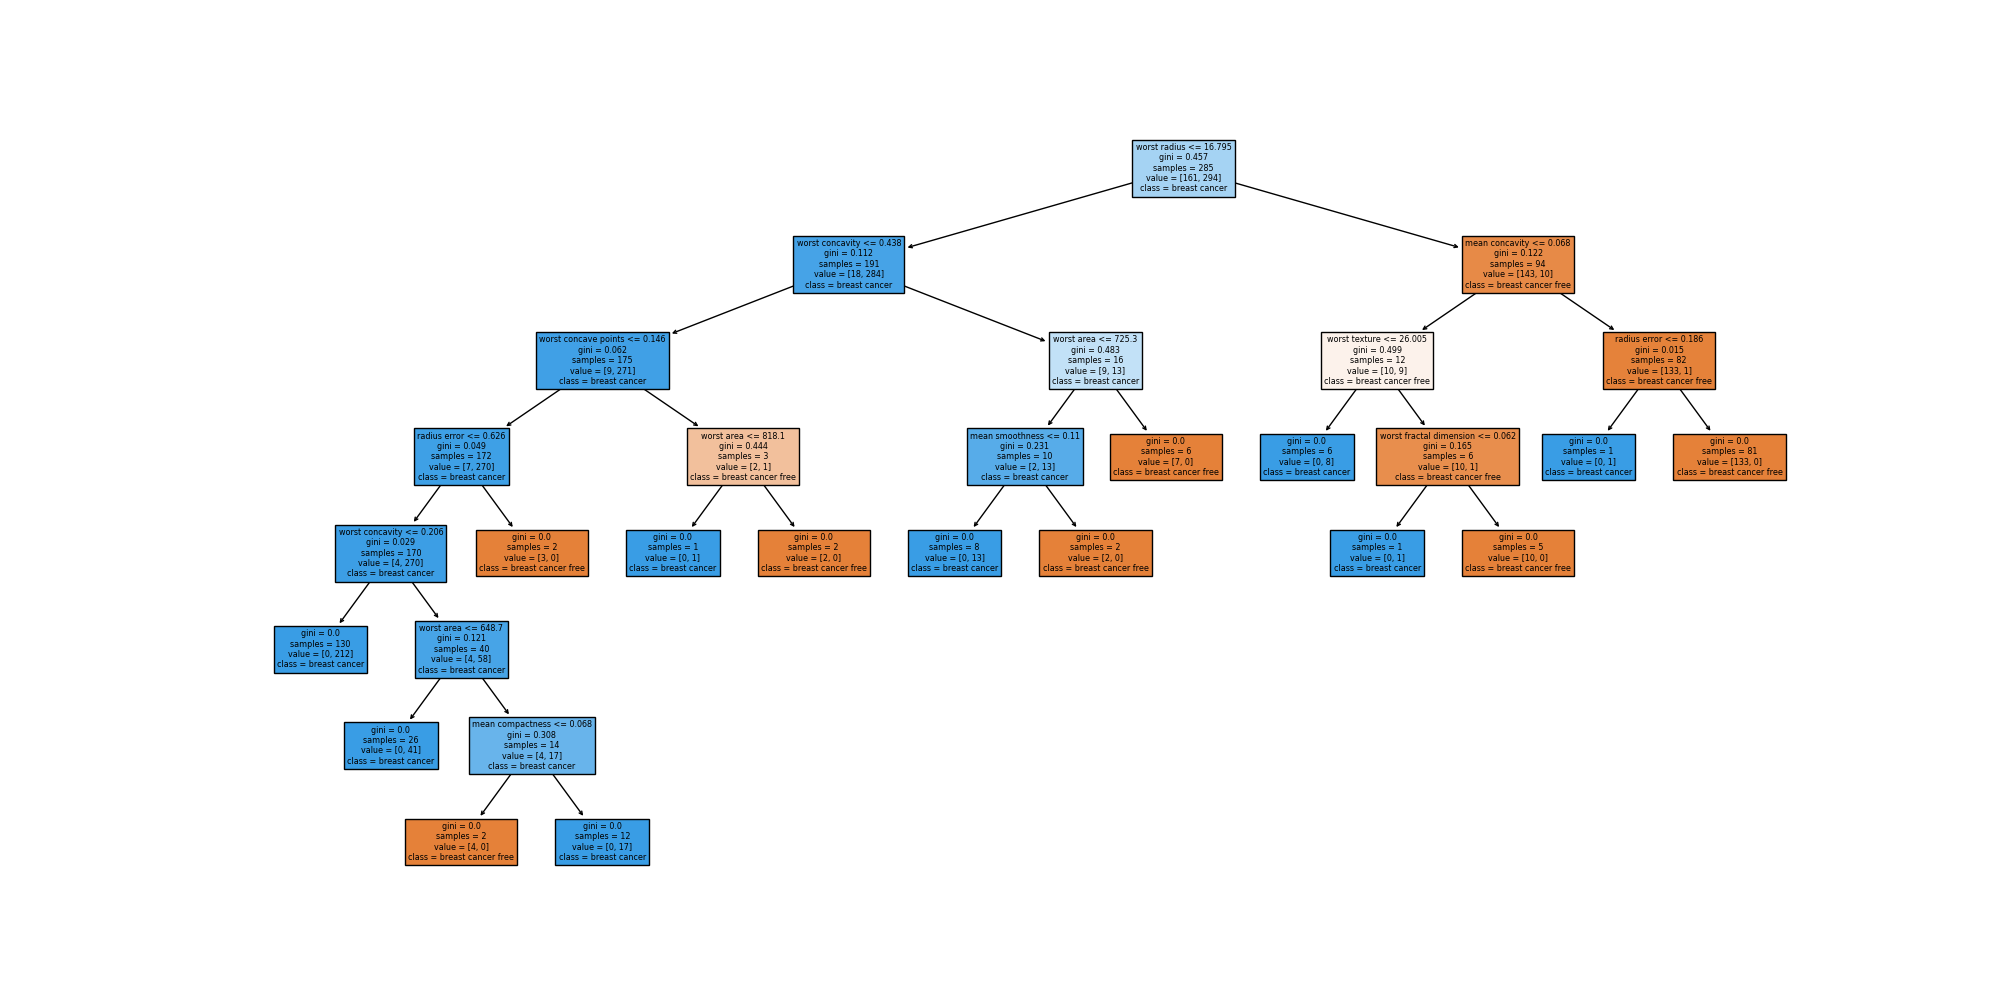 worst radius <= 16.795
gini = 0.457
samples = 285
value = [161, 294]
class = breast cancer
worst concavity <= 0.438
gini = 0.112
samples = 191
value = [18, 284]
class = breast cancer
mean concavity <= 0.068
gini = 0.122
samples = 94
value = [143, 10]
class = breast cancer free
worst concave points <= 0.146
gini = 0.062
samples = 175
value = [9, 271]
class = breast cancer
worst area <= 725.3
gini = 0.483
samples = 16
value = [9, 13]
class = breast cancer
worst texture <= 26.005
gini = 0.499
samples = 12
value = [10, 9]
class = breast cancer free
radius error <= 0.186
gini = 0.015
samples = 82
value = [133, 1]
class = breast cancer free
radius error <= 0.626
gini = 0.049
samples = 172
value = [7, 270]
class = breast cancer
worst area <= 818.1
gini = 0.444
samples = 3
value = [2, 1]
class = breast cancer free
mean smoothness <= 0.11
gini = 0.231
samples = 10
value = [2, 13]
class = breast cancer
gini = 0.0
samples = 6
value = [7, 0]
class = breast cancer free
gini = 0.0
samples = 6
value = [0, 8]
class = breast cancer
worst fractal dimension <= 0.062
gini = 0.165
samples = 6
value = [10, 1]
class = breast cancer free
gini = 0.0
samples = 1
value = [0, 1]
class = breast cancer
gini = 0.0
samples = 81
value = [133, 0]
class = breast cancer free
worst concavity <= 0.206
gini = 0.029
samples = 170
value = [4, 270]
class = breast cancer
gini = 0.0
samples = 2
value = [3, 0]
class = breast cancer free
gini = 0.0
samples = 1
value = [0, 1]
class = breast cancer
gini = 0.0
samples = 2
value = [2, 0]
class = breast cancer free
gini = 0.0
samples = 8
value = [0, 13]
class = breast cancer
gini = 0.0
samples = 2
value = [2, 0]
class = breast cancer free
gini = 0.0
samples = 1
value = [0, 1]
class = breast cancer
gini = 0.0
samples = 5
value = [10, 0]
class = breast cancer free
gini = 0.0
samples = 130
value = [0, 212]
class = breast cancer
worst area <= 648.7
gini = 0.121
samples = 40
value = [4, 58]
class = breast cancer
gini = 0.0
samples = 26
value = [0, 41]
class = breast cancer
mean compactness <= 0.068
gini = 0.308
samples = 14
value = [4, 17]
class = breast cancer
gini = 0.0
samples = 2
value = [4, 0]
class = breast cancer free
gini = 0.0
samples = 12
value = [0, 17]
class = breast cancer